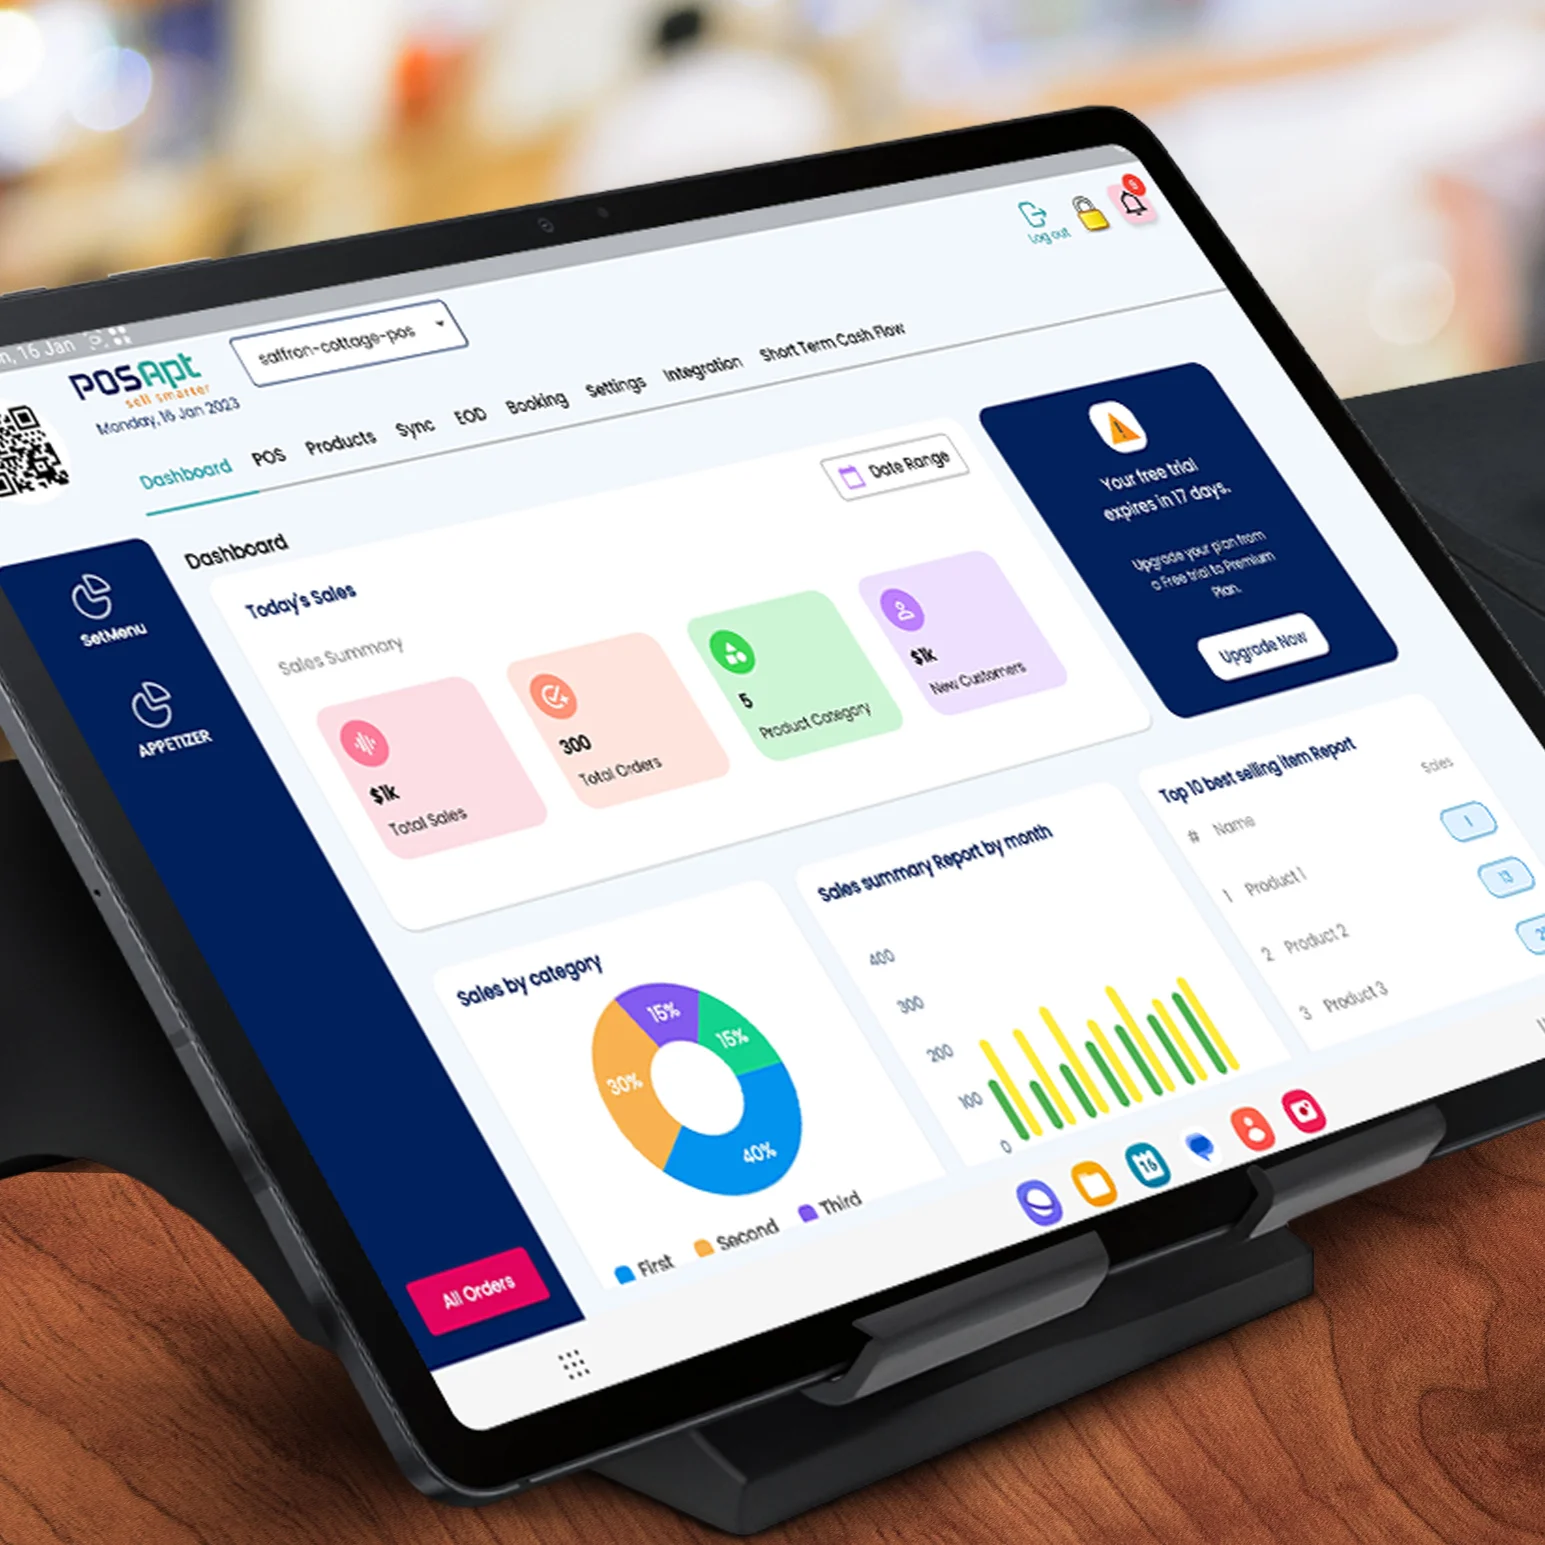 16 Jan
POSApt
sell smarter
Monday, 16 Jan 2023
saffron-cottage-pos
Log out
Dashboard POS Products Sync EOD Booking Settings Integration Short Term Cash Flow
SetMenu
APPETIZER
All Orders
Dashboard
Date Range
Today's Sales
Sales Summary
$1k
Total Sales
300
Total Orders
5
Product Category
$1k
New Customers
Your free trial
expires in 17 days.
Upgrade your plan from
a Free trial to Premium
Plan.
Upgrade Now
Sales by category
15%
15%
30%
40%
First Second Third
Sales summary Report by month
400
300
200
100
0
Top 10 best selling item Report
# Name Sales
1 Product 1 1
2 Product 2 13
3 Product 3
16